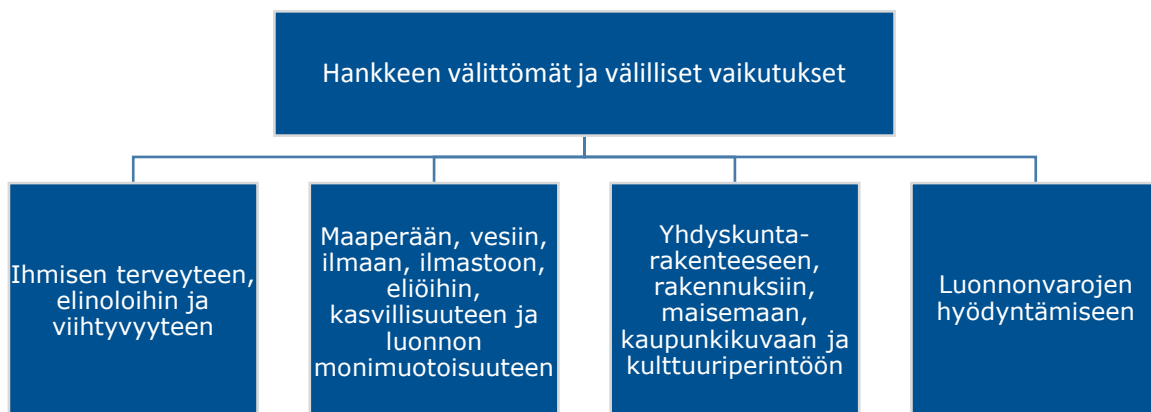 Hankkeen välittömät ja välilliset vaikutukset
Ihmisen terveyteen,
elinoloihin ja
viihtyvyyteen
Maaperään, vesiin,
ilmaan, ilmastoon,
eliöihin,
kasvillisuuteen ja
luonnon
monimuotoisuuteen
Yhdyskunta-
rakenteeseen,
rakennuksiin,
maisemaan,
kaupunkikuvaan ja
kulttuuriperintöön
Luonnonvarojen
hyödyntämiseen